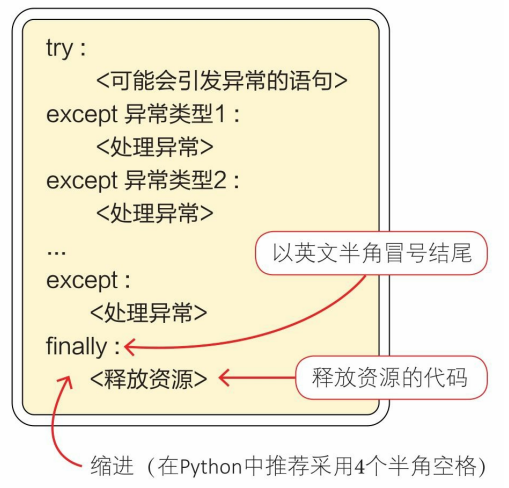 try :
<可能会引发异常的语句>
except 异常类型1 :
<处理异常>
except 异常类型2 :
<处理异常>
...
以英文半角冒号结尾
except :
<处理异常>
finally :
<释放资源>
释放资源的代码
缩进（在Python中推荐采用4个半角空格)